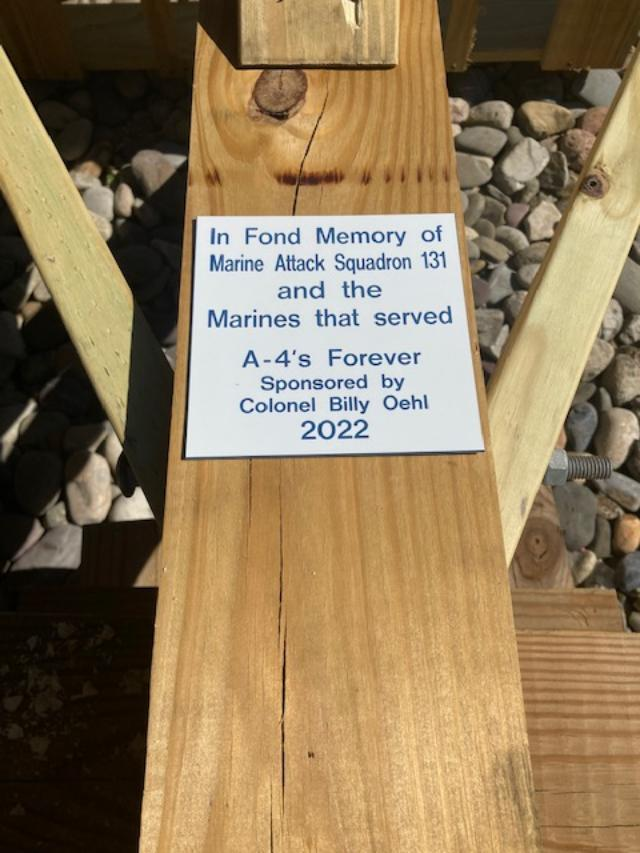 In Fond Memory of
Marine Attack Squadron 131
and the
Marines that served
A-4's Forever
Sponsored by
Colonel Billy Oehl
2022